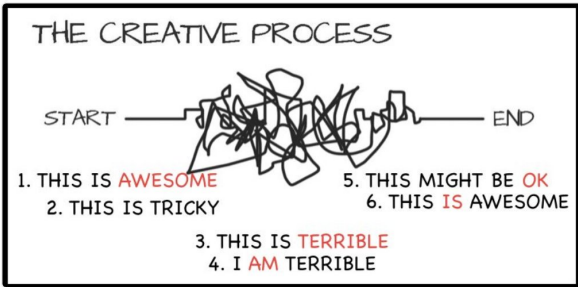 THE CREATIVE PROCESS
START
END
1. THIS IS AWESOME
2. THIS IS TRICKY
3. THIS IS TERRIBLE
4. I AM TERRIBLE
5. THIS MIGHT BE OK
6. THIS IS AWESOME